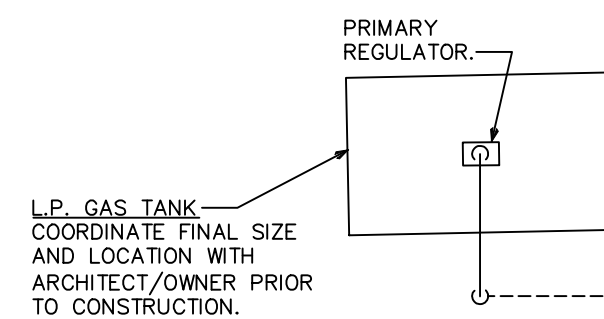 PRIMARY
REGULATOR.
L.P. GAS TANK
COORDINATE FINAL SIZE
AND LOCATION WITH
ARCHITECT/OWNER PRIOR
TO CONSTRUCTION.